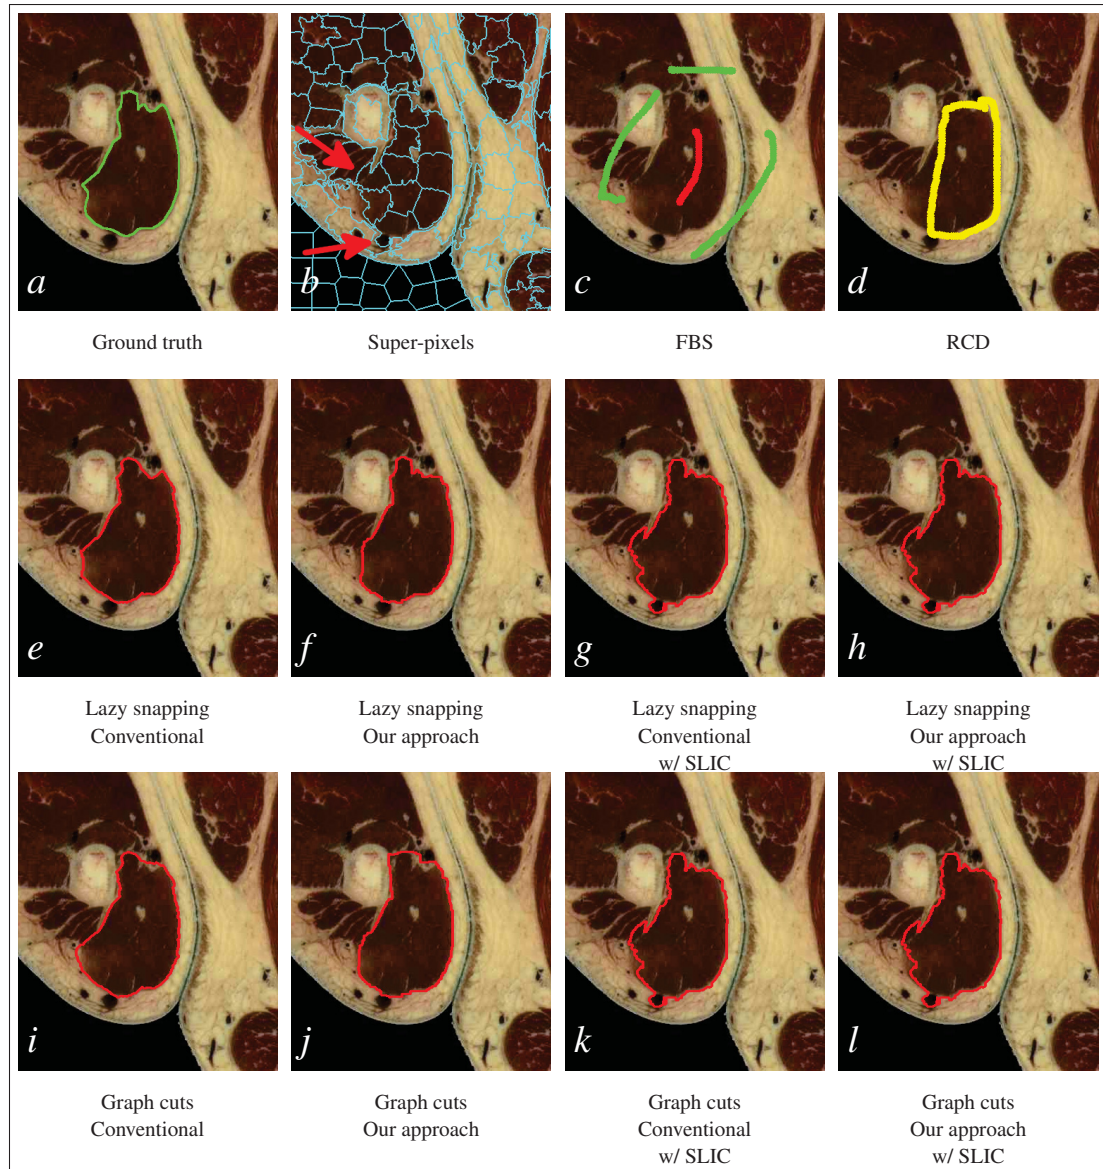 a
b
c
d
Ground truth
Super-pixels
FBS
RCD
e
f
g
h
Lazy snapping
Conventional
Lazy snapping
Our approach
Lazy snapping
Conventional
w/ SLIC
Lazy snapping
Our approach
w/ SLIC
i
j
k
l
Graph cuts
Conventional
Graph cuts
Our approach
Graph cuts
Conventional
w/ SLIC
Graph cuts
Our approach
w/ SLIC